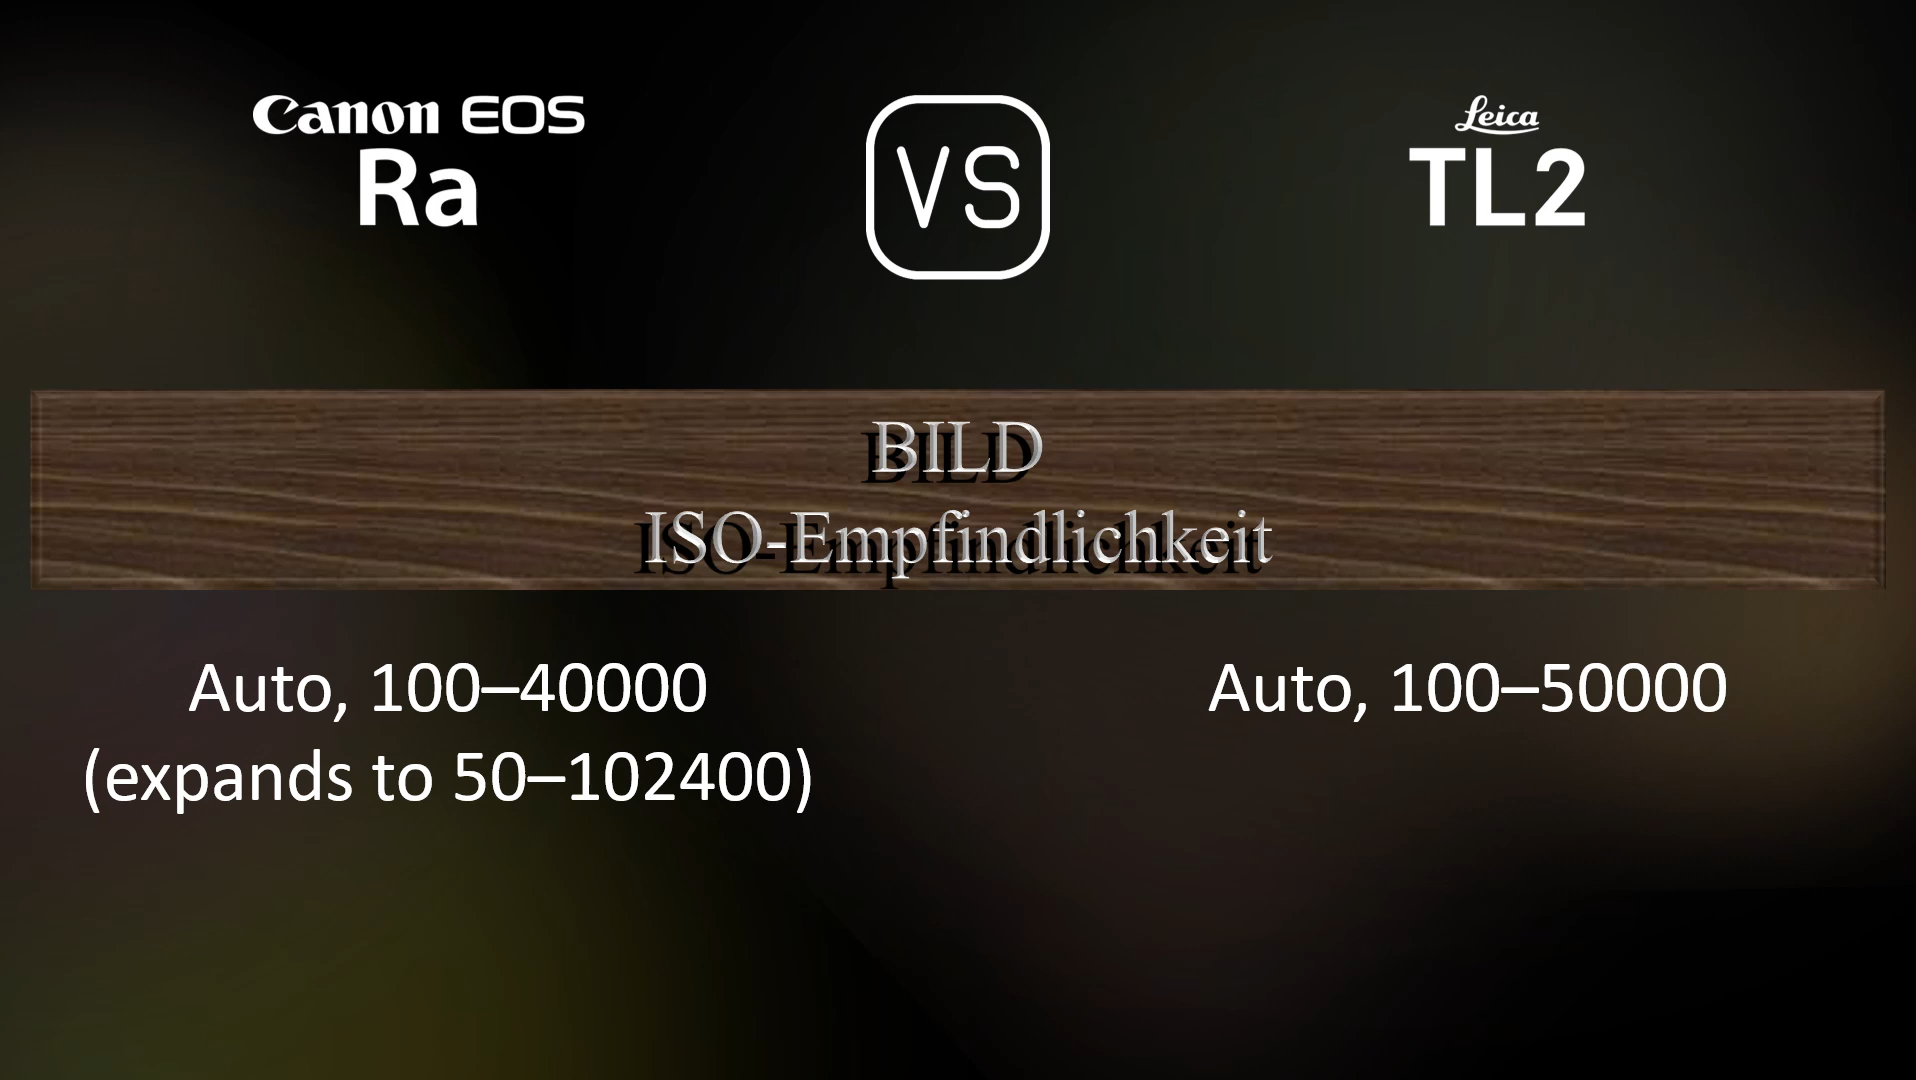 Canon EOS
Ra
VS
Leica
TL2
BILD
ISO-Empfindlichkeit
Auto, 100–40000
(expands to 50–102400)
Auto, 100–50000